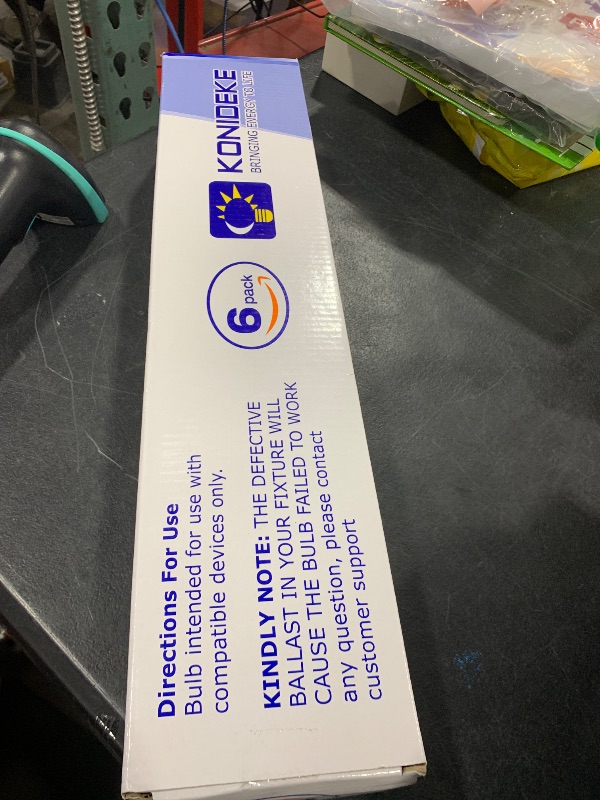 KONIDEKE
BRINGING ENERGY TO LIFE
6
pack
Directions For Use
Bulb intended for use with
compatible devices only.
KINDLY NOTE: THE DEFECTIVE
BALLAST IN YOUR FIXTURE WILL
CAUSE THE BULB FAILED TO WORK
any question, please contact
customer support